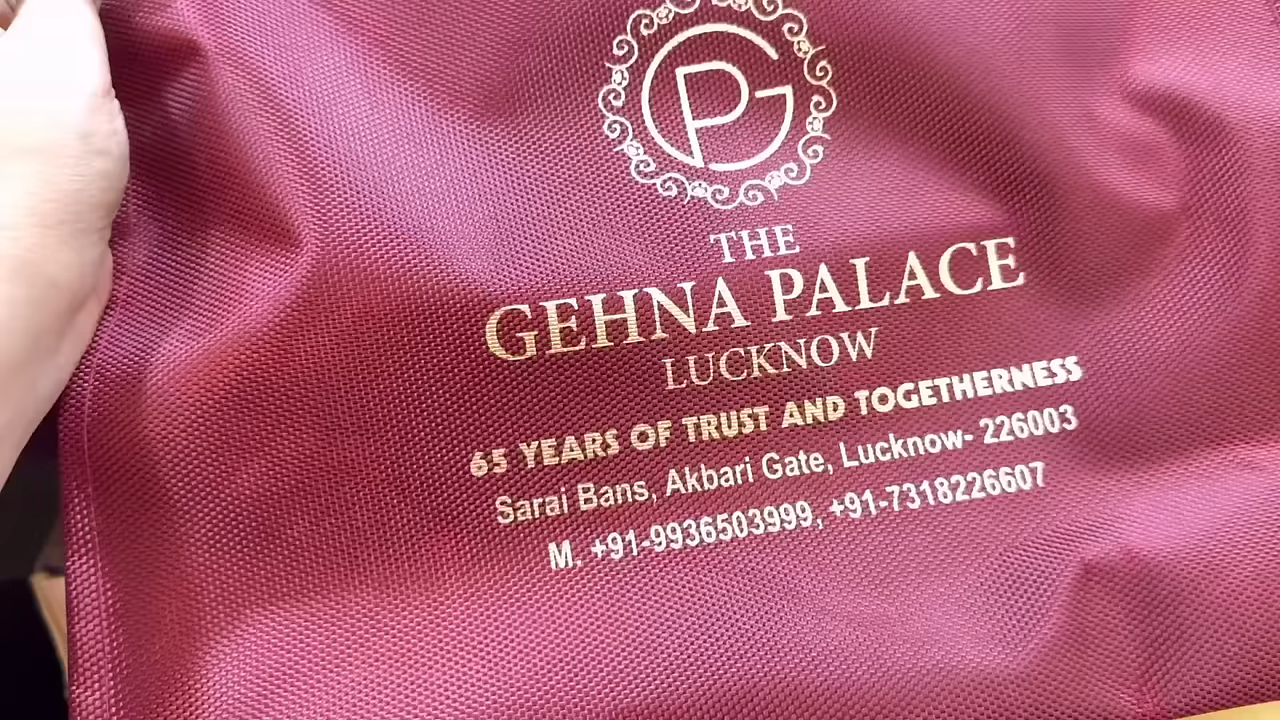 GP
THE
GEHNA PALACE
LUCKNOW
65 YEARS OF TRUST AND TOGETHERNESS
Sarai Bans, Akbari Gate, Lucknow- 226003
M. +91-9936503999, +91-7318226607